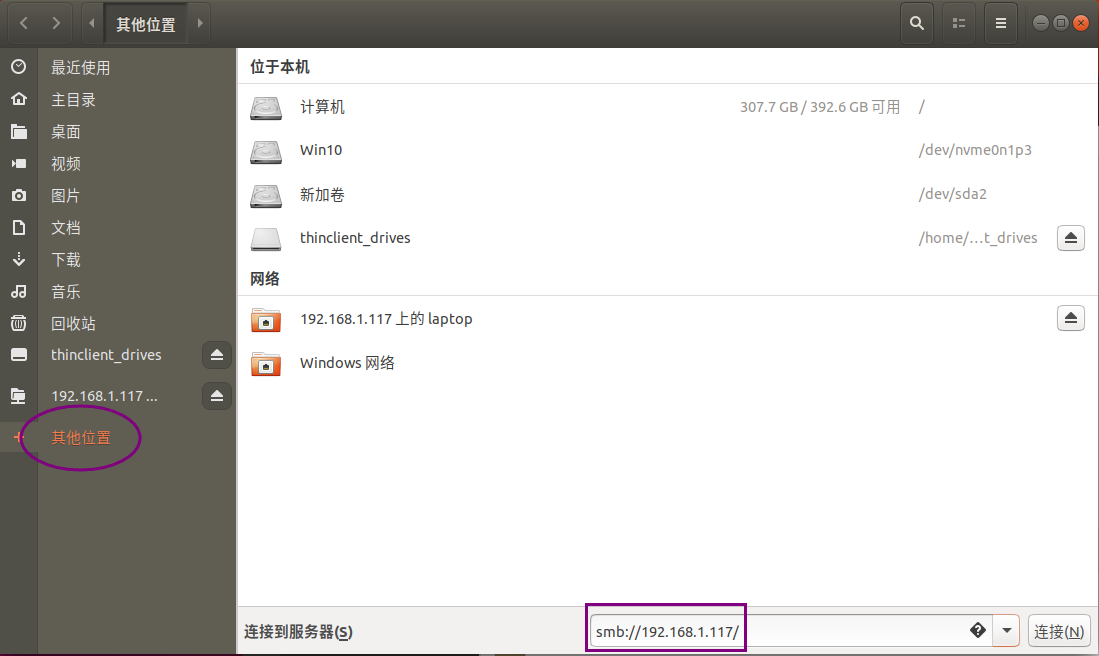 其他位置
最近使用
主目录
桌面
视频
图片
文档
下载
音乐
回收站
thinclient_drives
192.168.1.117 ...
其他位置
位于本机
计算机 307.7 GB / 392.6 GB 可用 /
Win10 /dev/nvme0n1p3
新加卷 /dev/sda2
thinclient_drives /home/…t_drives
网络
192.168.1.117 上的 laptop
Windows 网络
连接到服务器(S) smb://192.168.1.117/ 连接(N)